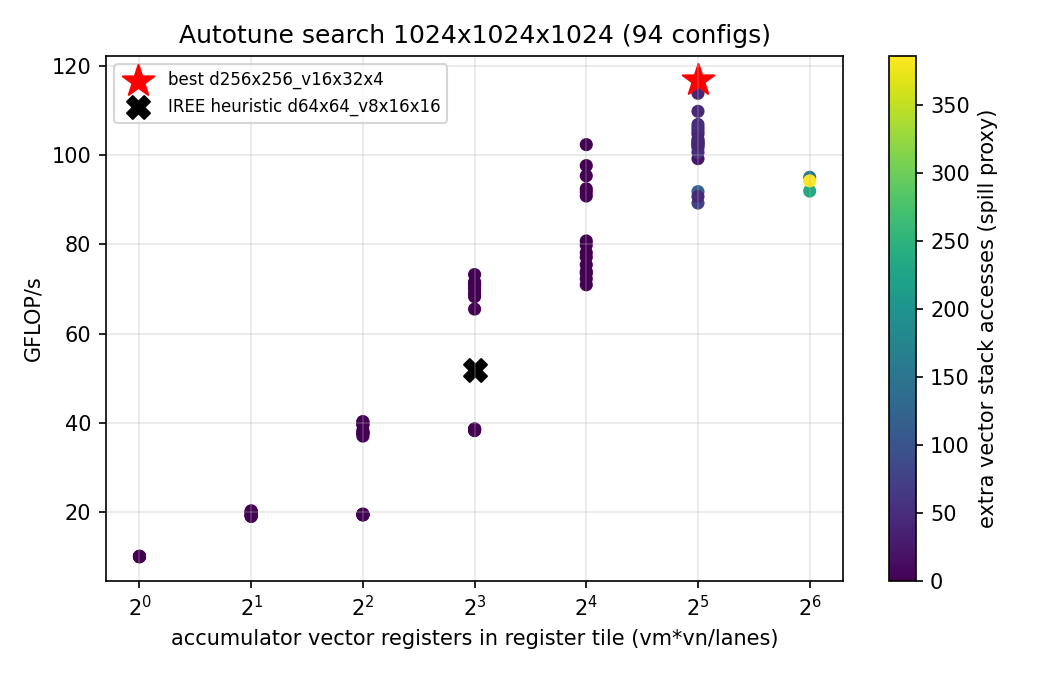 Autotune search 1024x1024x1024 (94 configs)
best d256x256_v16x32x4
IREE heuristic d64x64_v8x16x16
GFLOP/s
120
100
80
60
40
20
2^0 2^1 2^2 2^3 2^4 2^5 2^6
accumulator vector registers in register tile (vm*vn/lanes)
350
300
250
200
150
100
50
0
extra vector stack accesses (spill proxy)